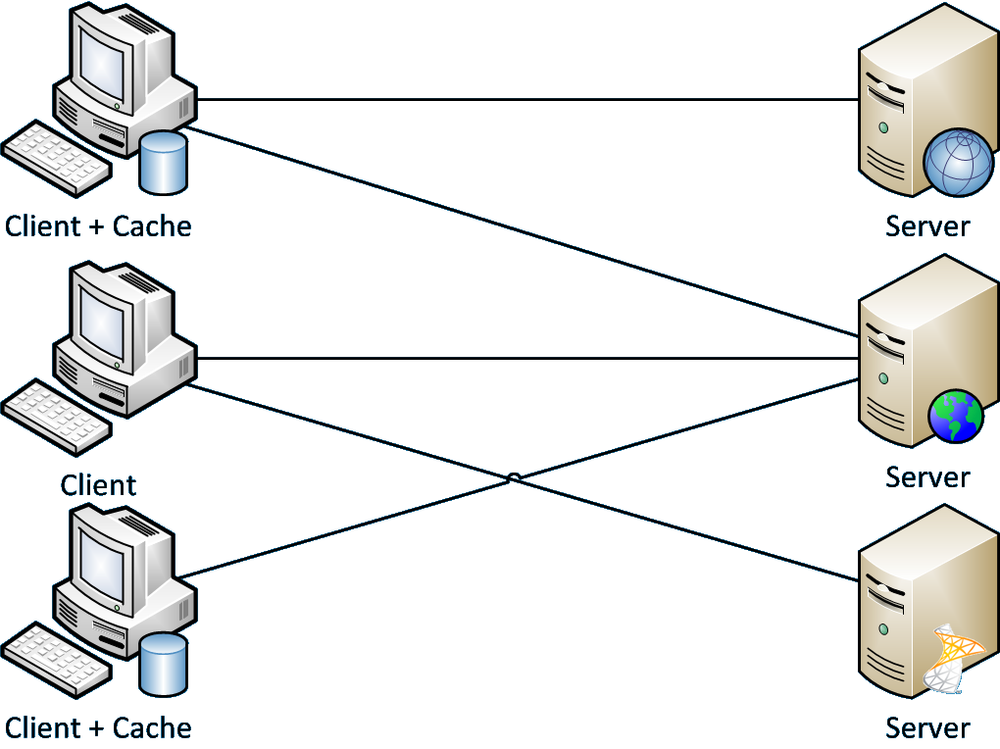 Client + Cache
Server
Client
Server
Client + Cache
Server